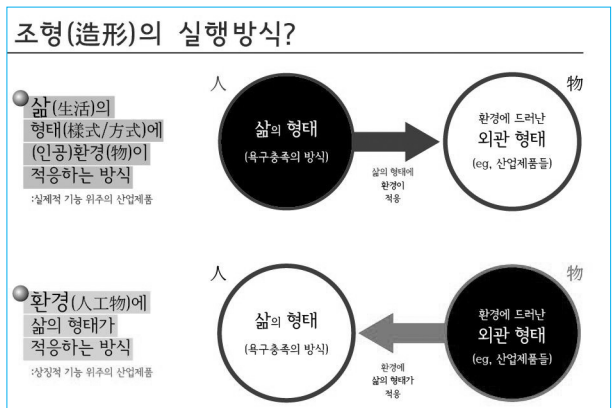 조형(造形)의 실행방식?
삶(生活)의
형태(樣式/方式)에
(인공)환경(物)이
적응하는 방식
:실제적 기능 위주의 산업제품
人
삶의 형태
(욕구충족의 방식)
삶의 형태에
환경이
적응
物
환경에 드러난
외관 형태
(eg, 산업제품들)
환경(人工物)에
삶의 형태가
적응하는 방식
:상징적 기능 위주의 산업제품
人
삶의 형태
(욕구충족의 방식)
환경에
삶의 형태가
적응
物
환경에 드러난
외관 형태
(eg, 산업제품들)